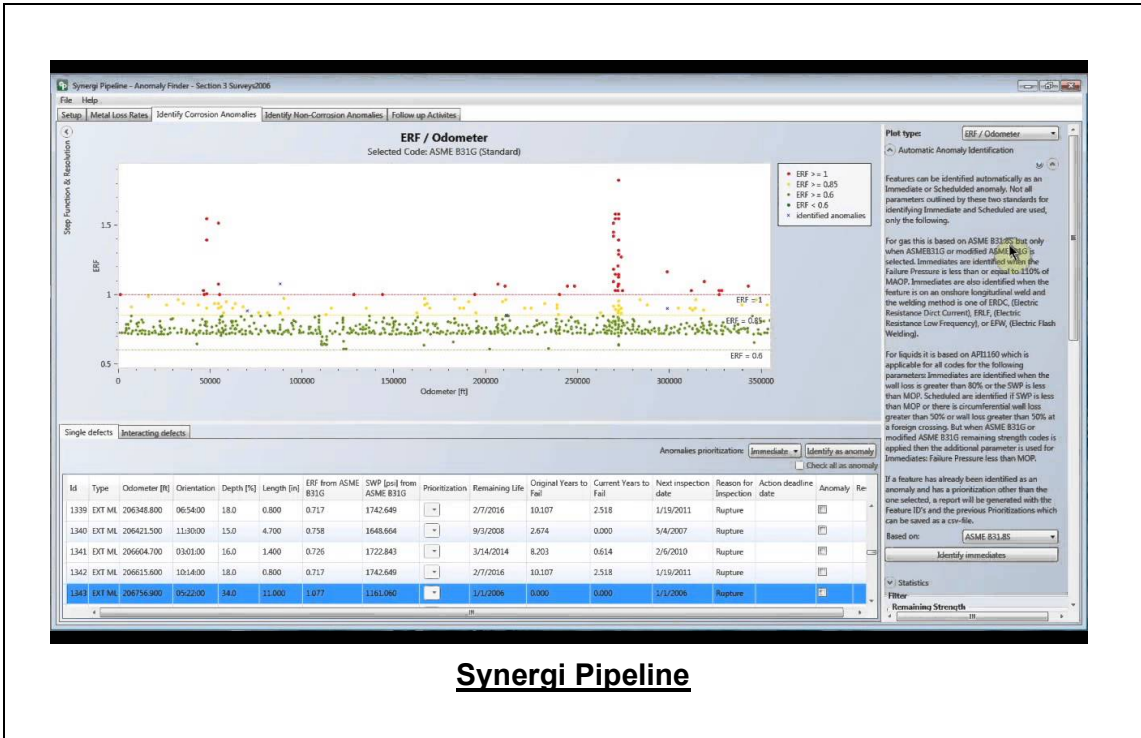 Synergi Pipeline - Anomaly Finder - Section 3 Surveys2006
File Help
Setup Metal Loss Rates Identify Corrosion Anomalies Identify Non-Corrosion Anomalies Follow up Activites
Step Function & Resolution
ERF / Odometer
Selected Code: ASME B31G (Standard)
ERF
1.5
1
0.5
ERF = 1
ERF = 0.85
ERF = 0.6
0 50000 100000 150000 200000 250000 300000 350000
Odometer [ft]
ERF >= 1
ERF >= 0.85
ERF >= 0.6
ERF < 0.6
identified anomalies
Plot type: ERF / Odometer
Automatic Anomaly Identification
Features can be identified automatically as an
Immediate or Schedulded anomaly. Not all
parameters outlined by these two standards for
identifying Immediate and Scheduled are used,
only the following.
For gas this is based on ASME B31.8S but only
when ASMEB31G or modified ASME B31G is
selected. Immediates are identified when the
Failure Pressure is less than or equal to 110% of
MAOP. Immediates are also identified when the
feature is on an onshore longitudinal weld and
the welding method is one of ERDC, (Electric
Resistance Dirct Current), ERLF, (Electric
Resistance Low Frequency), or EFW, (Electric Flash
Welding).
For liquids it is based on API1160 which is
applicable for all codes for the following
parameters: Immediates are identified when the
wall loss is greater than 80% or the SWP is less
than MOP. Scheduled are identified if SWP is less
than MOP or there is circumferential wall loss
greater than 50% or wall loss greater than 50% at
a foreign crossing. But when ASME B31G or
modified ASME B31G remaining strength codes is
applied then the additional parameter is used for
Immediates: Failure Pressure less than MOP.
If a feature has already been identified as an
anomaly and has a prioritization other than the
one selected, a report will be generated with the
Feature ID's and the previous Prioritizations which
can be saved as a csv-file.
Based on: ASME B31.8S
Identify immediates
Statistics
Filter
Remaining Strength
Single defects Interacting defects
Anomalies prioritization: Immediate Identify as anomaly
Check all as anomaly
Id Type Odometer [ft] Orientation Depth [%] Length [in] ERF from ASME B31G SWP [psi] from ASME B31G Prioritization Remaining Life Original Years to Fail Current Years to Fail Next inspection date Reason for Inspection Action deadline date Anomaly Re
1339 EXT ML 206348.800 06:54:00 18.0 0.800 0.717 1742.649 2/7/2016 10.107 2.518 1/19/2011 Rupture
1340 EXT ML 206421.500 11:30:00 15.0 4.700 0.758 1648.664 9/3/2008 2.674 0.000 5/4/2007 Rupture
1341 EXT ML 206604.700 03:01:00 16.0 1.400 0.726 1722.843 3/14/2014 8.203 0.614 2/6/2010 Rupture
1342 EXT ML 206615.600 10:14:00 18.0 0.800 0.717 1742.649 2/7/2016 10.107 2.518 1/19/2011 Rupture
1343 EXT ML 206756.900 05:22:00 34.0 11.000 1.077 1161.060 1/1/2006 0.000 0.000 1/1/2006 Rupture
Synergi Pipeline